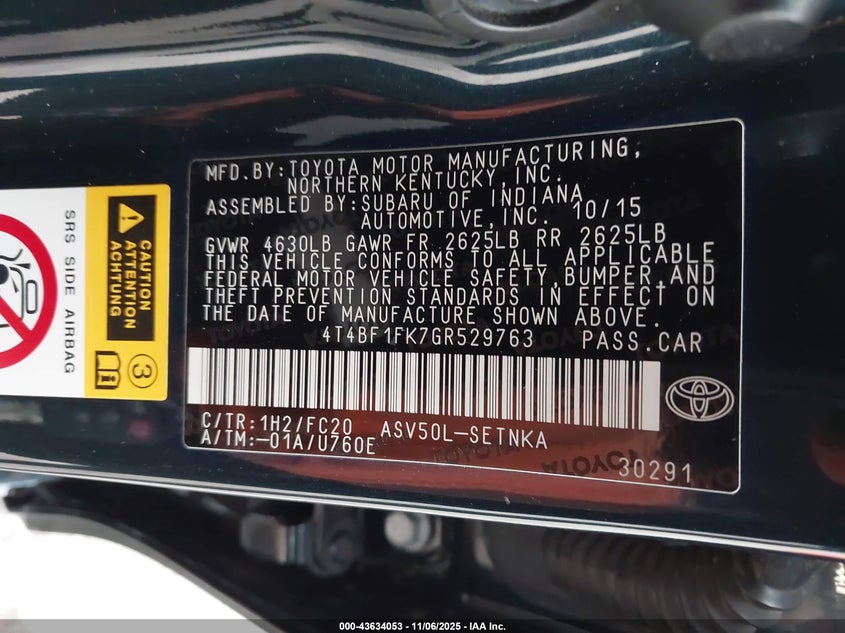 MFD.BY:TOYOTA MOTOR MANUFACTURING,
NORTHERN KENTUCKY,INC.
ASSEMBLED BY:SUBARU OF INDIANA
AUTOMOTIVE,INC. 10/15
GVWR 4630LB GAWR FR 2625LB RR 2625LB
THIS VEHICLE CONFORMS TO ALL APPLICABLE
FEDERAL MOTOR VEHICLE SAFETY,BUMPER,AND
THEFT PREVENTION STANDARDS IN EFFECT ON
THE DATE OF MANUFACTURE SHOWN ABOVE.
4T4BF1FK7GR529763 PASS.CAR
C/TR:1H2/FC20 ASV50L-SETNKA
A/TM:-01A/U760E
30291
CAUTION
ATTENTION
ACHTUNG
SRS SIDE AIRBAG
3
000-43634053 - 11/06/2025 - IAA Inc.